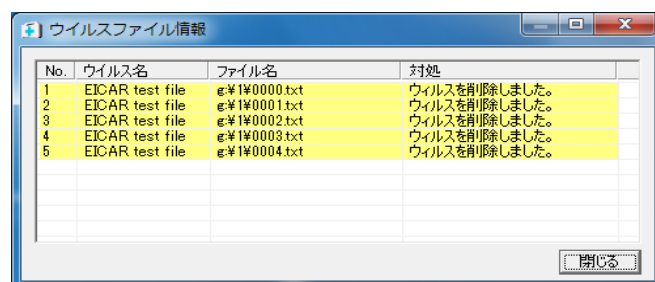 ウイルスファイル情報
No. ウイルス名 ファイル名 対処
1 EICAR test file g:¥1¥0000.txt ウィルスを削除しました。
2 EICAR test file g:¥1¥0001.txt ウィルスを削除しました。
3 EICAR test file g:¥1¥0002.txt ウィルスを削除しました。
4 EICAR test file g:¥1¥0003.txt ウィルスを削除しました。
5 EICAR test file g:¥1¥0004.txt ウィルスを削除しました。
閉じる